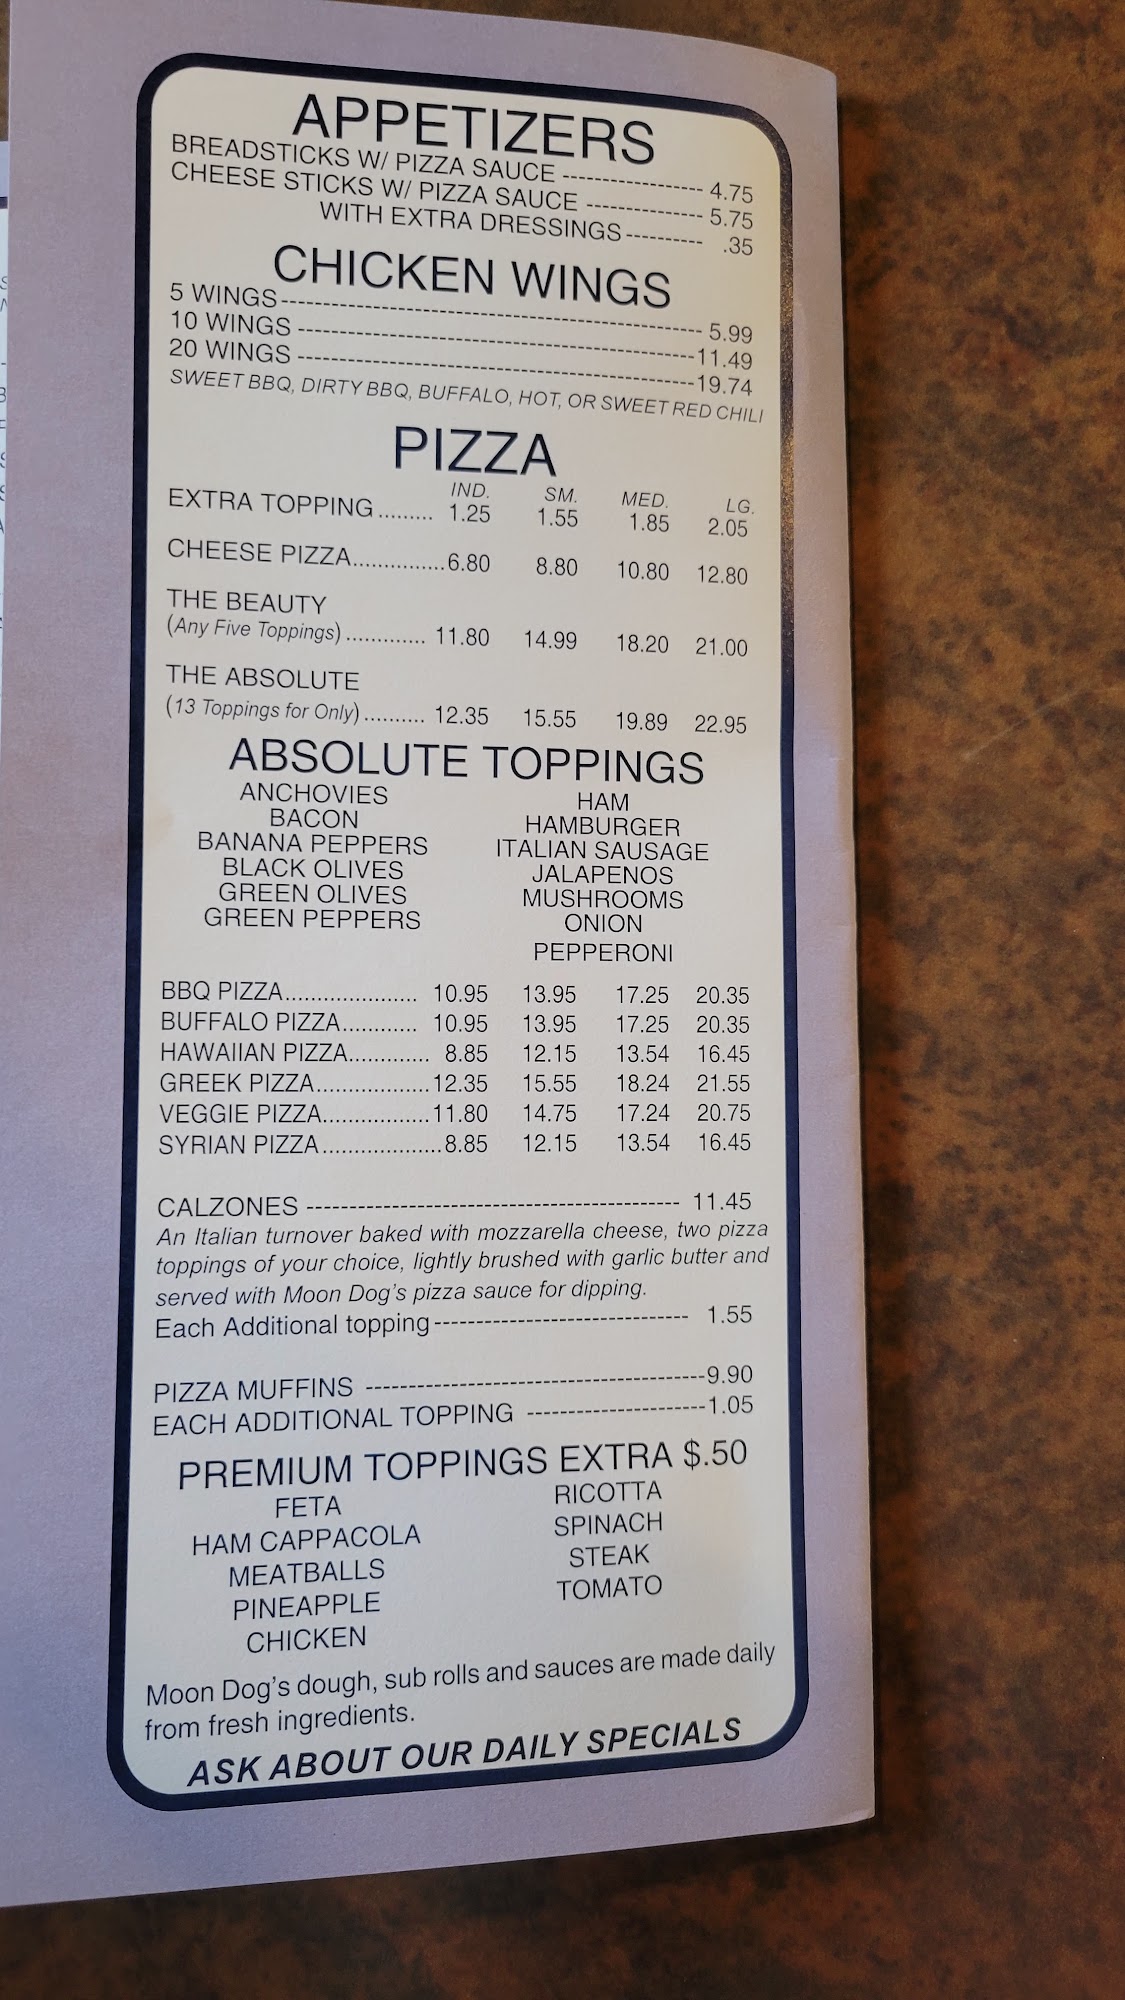 APPETIZERS
BREADSTICKS W/ PIZZA SAUCE ------------------ 4.75
CHEESE STICKS W/ PIZZA SAUCE --------------- 5.75
WITH EXTRA DRESSINGS ---------- .35
CHICKEN WINGS
5 WINGS ------------------------------------------------------ 5.99
10 WINGS --------------------------------------------------- 11.49
20 WINGS --------------------------------------------------- 19.74
SWEET BBQ, DIRTY BBQ, BUFFALO, HOT, OR SWEET RED CHILI
PIZZA
IND. SM. MED. LG.
EXTRA TOPPING ......... 1.25 1.55 1.85 2.05
CHEESE PIZZA............... 6.80 8.80 10.80 12.80
THE BEAUTY
(Any Five Toppings) ............. 11.80 14.99 18.20 21.00
THE ABSOLUTE
(13 Toppings for Only) .......... 12.35 15.55 19.89 22.95
ABSOLUTE TOPPINGS
ANCHOVIES HAM
BACON HAMBURGER
BANANA PEPPERS ITALIAN SAUSAGE
BLACK OLIVES JALAPENOS
GREEN OLIVES MUSHROOMS
GREEN PEPPERS ONION
PEPPERONI
BBQ PIZZA..................... 10.95 13.95 17.25 20.35
BUFFALO PIZZA............ 10.95 13.95 17.25 20.35
HAWAIIAN PIZZA............. 8.85 12.15 13.54 16.45
GREEK PIZZA.................. 12.35 15.55 18.24 21.55
VEGGIE PIZZA................. 11.80 14.75 17.24 20.75
SYRIAN PIZZA................... 8.85 12.15 13.54 16.45
CALZONES ---------------------------------------------- 11.45
An Italian turnover baked with mozzarella cheese, two pizza
toppings of your choice, lightly brushed with garlic butter and
served with Moon Dog's pizza sauce for dipping.
Each Additional topping ------------------------------- 1.55
PIZZA MUFFINS ------------------------------------------ 9.90
EACH ADDITIONAL TOPPING ---------------------- 1.05
PREMIUM TOPPINGS EXTRA $.50
FETA RICOTTA
HAM CAPPACOLA SPINACH
MEATBALLS STEAK
PINEAPPLE TOMATO
CHICKEN
Moon Dog's dough, sub rolls and sauces are made daily
from fresh ingredients.
ASK ABOUT OUR DAILY SPECIALS